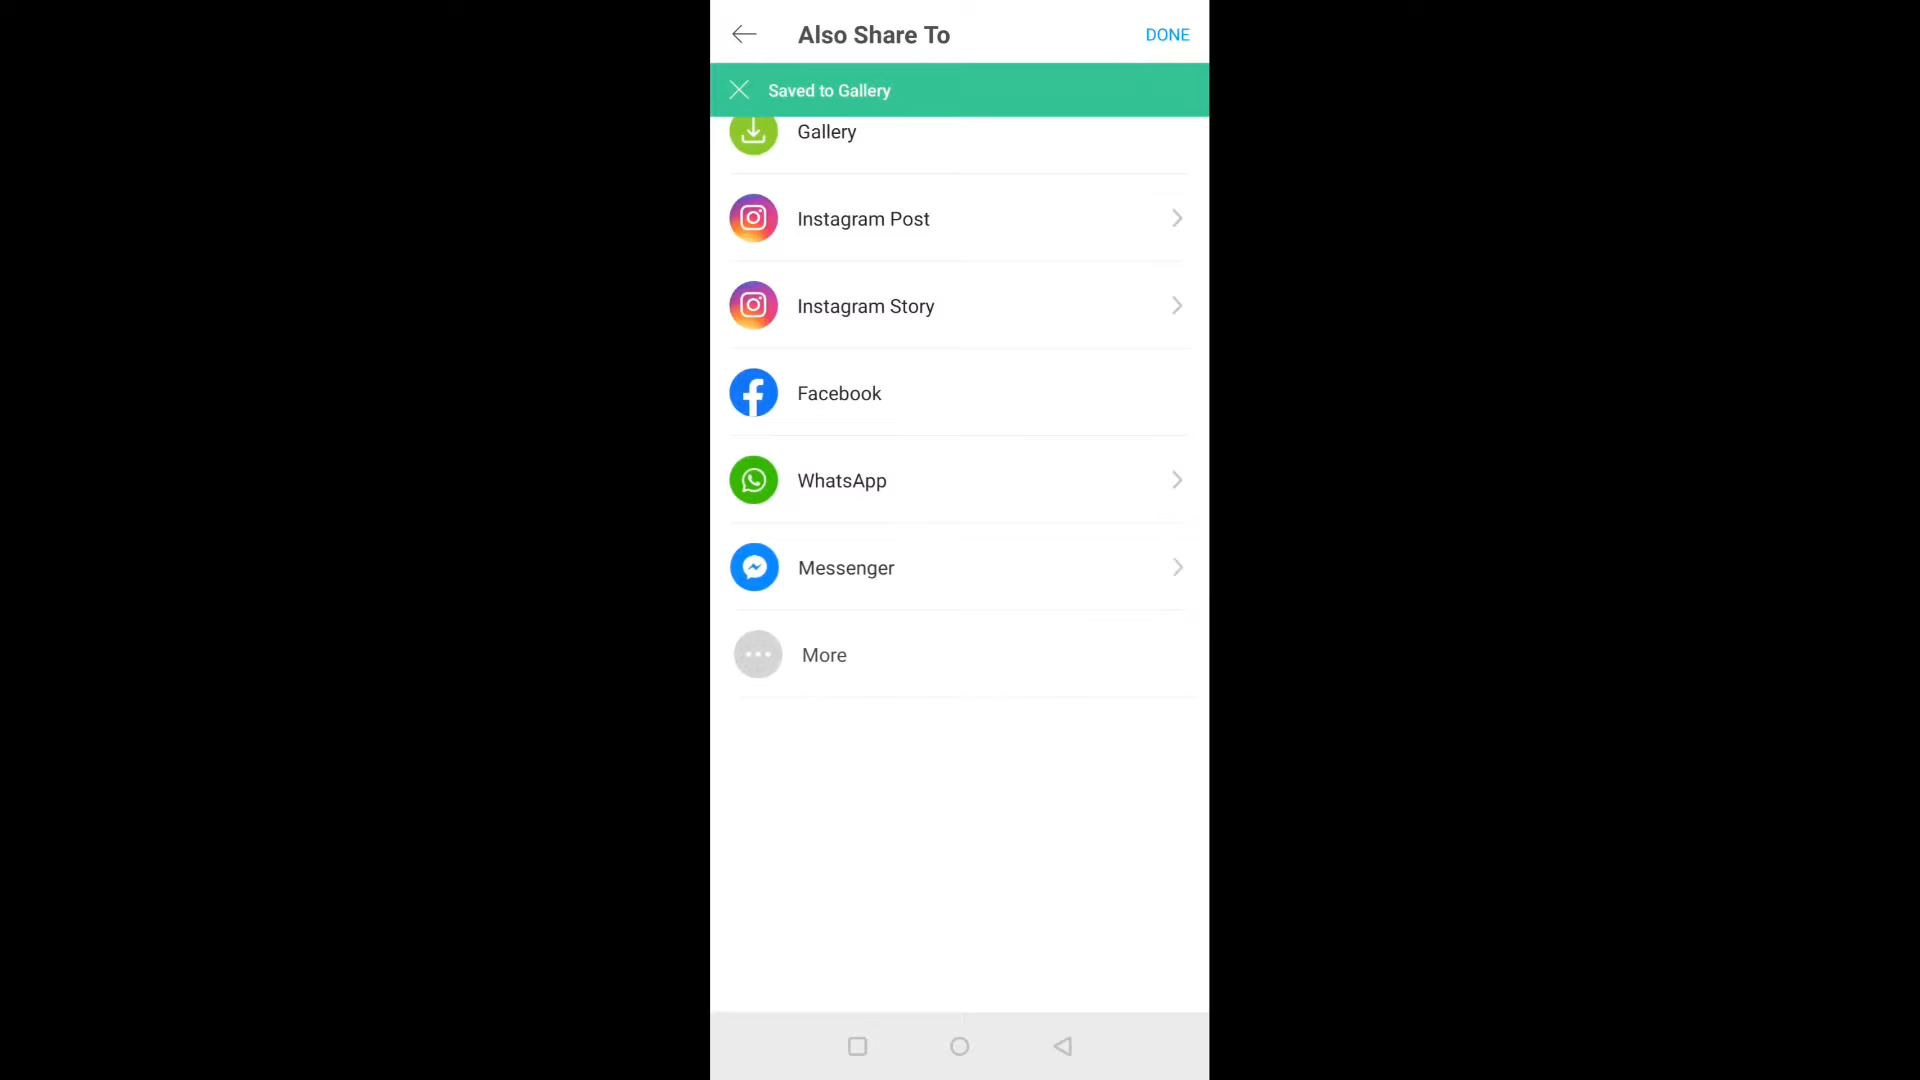 Also Share To
DONE
Saved to Gallery
Gallery
Instagram Post
Instagram Story
Facebook
WhatsApp
Messenger
More